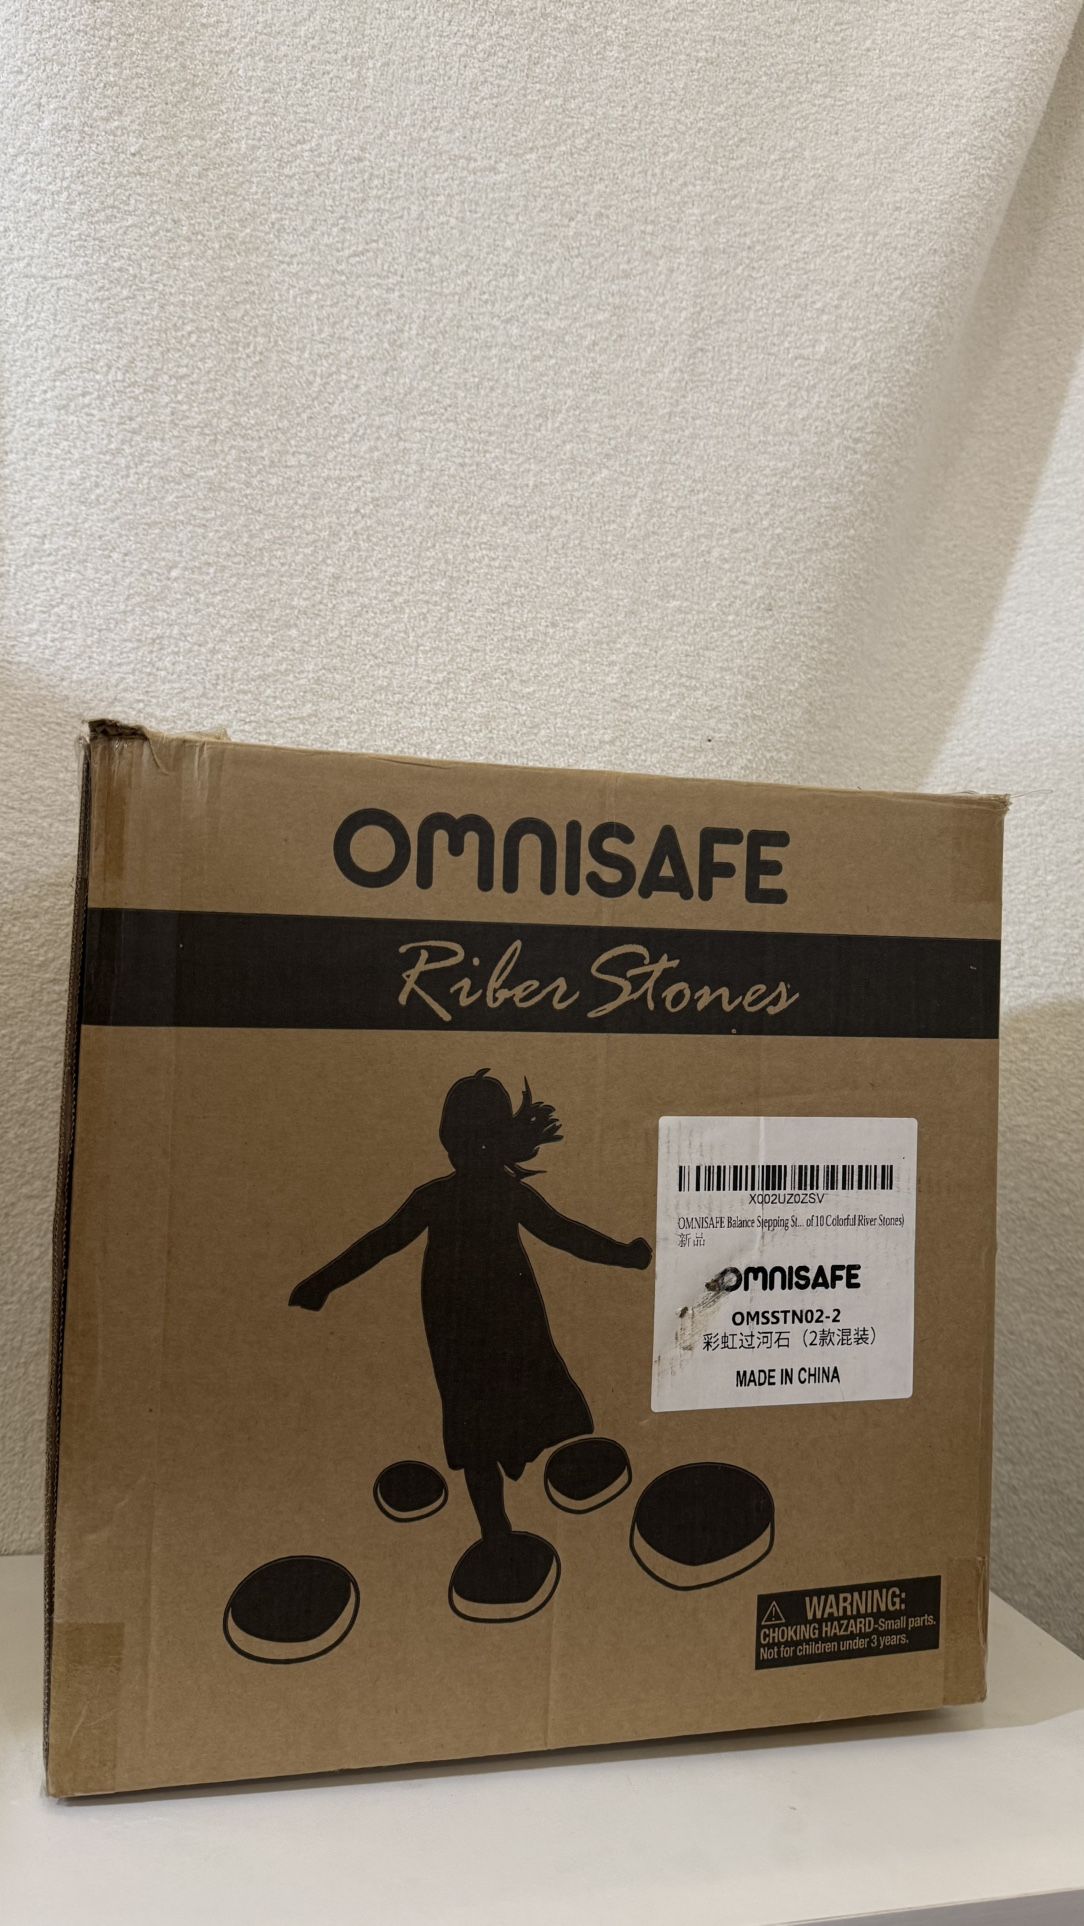 OMNISAFE
Riber Stones
X002UZ0ZSV
OMNISAFE Balance Stepping St... of 10 Colorful River Stones)
新品
OMNISAFE
OMSSTN02-2
彩虹过河石（2款混装）
MADE IN CHINA
WARNING:
CHOKING HAZARD-Small parts.
Not for children under 3 years.